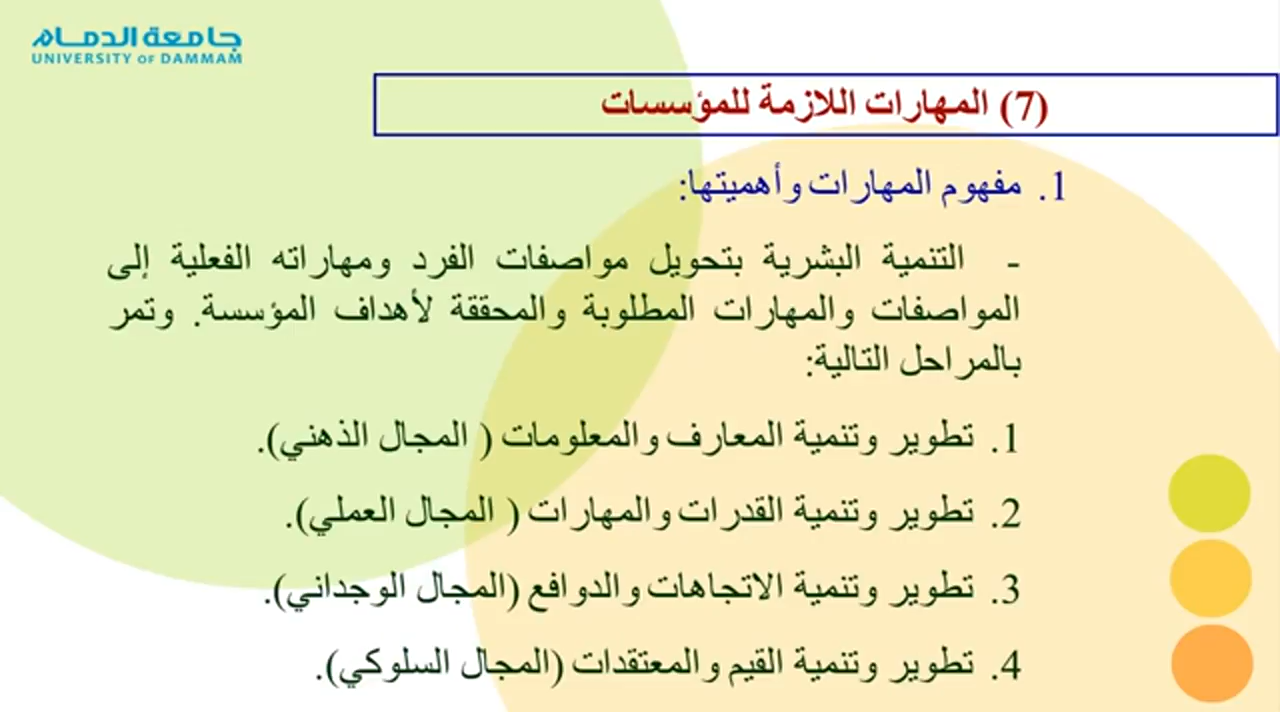 جامعة الدمام
UNIVERSITY OF DAMMAM
(7) المهارات اللازمة للمؤسسات
1. مفهوم المهارات وأهميتها:
- التنمية البشرية بتحويل مواصفات الفرد ومهاراته الفعلية إلى
المواصفات والمهارات المطلوبة والمحققة لأهداف المؤسسة. وتمر
بالمراحل التالية:
1. تطوير وتنمية المعارف والمعلومات ( المجال الذهني).
2. تطوير وتنمية القدرات والمهارات ( المجال العملي).
3. تطوير وتنمية الاتجاهات والدوافع (المجال الوجداني).
4. تطوير وتنمية القيم والمعتقدات (المجال السلوكي).